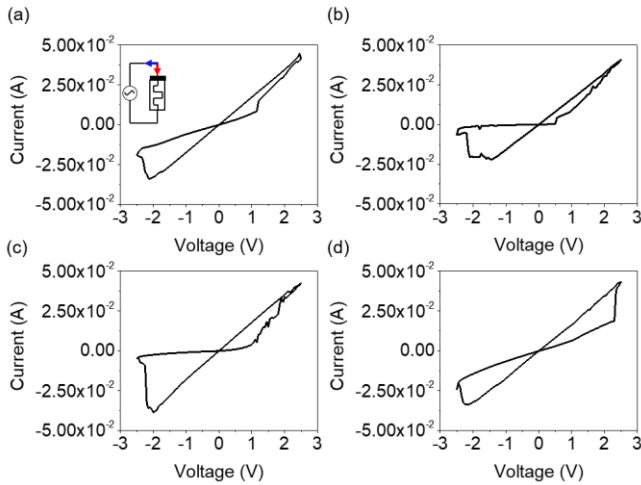 (a)
5.00x10⁻²
2.50x10⁻²
0.00
-2.50x10⁻²
-5.00x10⁻²
Current (A)
-3 -2 -1 0 1 2 3
Voltage (V)
(b)
5.00x10⁻²
2.50x10⁻²
0.00
-2.50x10⁻²
-5.00x10⁻²
Current (A)
-3 -2 -1 0 1 2 3
Voltage (V)
(c)
5.00x10⁻²
2.50x10⁻²
0.00
-2.50x10⁻²
-5.00x10⁻²
Current (A)
-3 -2 -1 0 1 2 3
Voltage (V)
(d)
5.00x10⁻²
2.50x10⁻²
0.00
-2.50x10⁻²
-5.00x10⁻²
Current (A)
-3 -2 -1 0 1 2 3
Voltage (V)